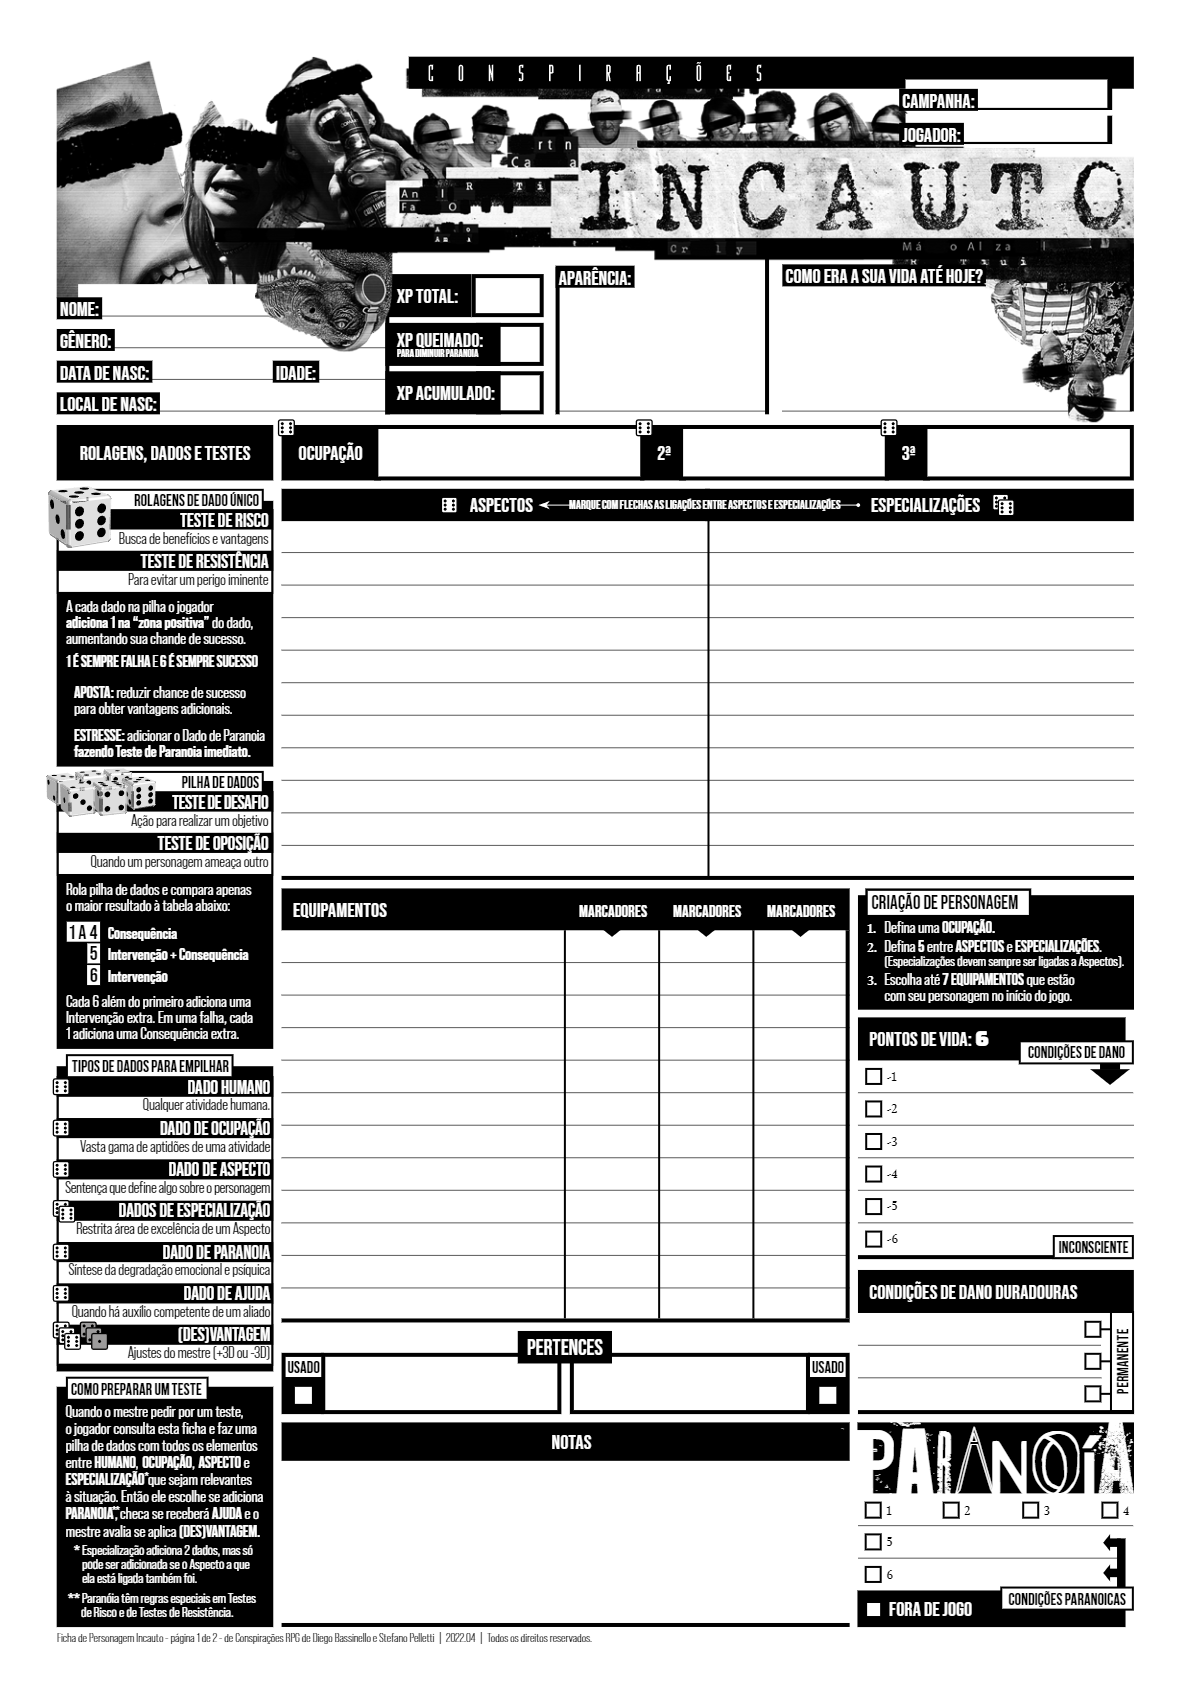 CONSPIRAÇÕES
CAMPANHA:
JOGADOR:
INCAUTO
NOME:
GÊNERO:
DATA DE NASC:
IDADE:
LOCAL DE NASC:
XP TOTAL:
XP QUEIMADO:
PARA DIMINUIR PARANOIA
XP ACUMULADO:
APARÊNCIA:
COMO ERA A SUA VIDA ATÉ HOJE?
ROLAGENS, DADOS E TESTES
OCUPAÇÃO
2ª
3ª
ROLAGENS DE DADO ÚNICO
TESTE DE RISCO
Busca de benefícios e vantagens
TESTE DE RESISTÊNCIA
Para evitar um perigo iminente
A cada dado na pilha o jogador
adiciona 1 na “zona positiva” do dado,
aumentando sua chande de sucesso.
1 É SEMPRE FALHA E 6 É SEMPRE SUCESSO
APOSTA: reduzir chance de sucesso
para obter vantagens adicionais.
ESTRESSE: adicionar o Dado de Paranoia
fazendo Teste de Paranoia imediato.
PILHA DE DADOS
TESTE DE DESAFIO
Ação para realizar um objetivo
TESTE DE OPOSIÇÃO
Quando um personagem ameaça outro
Rola pilha de dados e compara apenas
o maior resultado à tabela abaixo:
1 A 4 Consequência
5 Intervenção + Consequência
6 Intervenção
Cada 6 além do primeiro adiciona uma
Intervenção extra. Em uma falha, cada
1 adiciona uma Consequência extra.
TIPOS DE DADOS PARA EMPILHAR
DADO HUMANO
Qualquer atividade humana.
DADO DE OCUPAÇÃO
Vasta gama de aptidões de uma atividade
DADO DE ASPECTO
Sentença que define algo sobre o personagem
DADOS DE ESPECIALIZAÇÃO
Restrita área de excelência de um Aspecto
DADO DE PARANOIA
Síntese da degradação emocional e psíquica
DADO DE AJUDA
Quando há auxílio competente de um aliado
(DES)VANTAGEM
Ajustes do mestre (+3D ou -3D)
COMO PREPARAR UM TESTE
Quando o mestre pedir por um teste,
o jogador consulta esta ficha e faz uma
pilha de dados com todos os elementos
entre HUMANO, OCUPAÇÃO, ASPECTO e
ESPECIALIZAÇÃO* que sejam relevantes
à situação. Então ele escolhe se adiciona
PARANOIA**, checa se receberá AJUDA e o
mestre avalia se aplica (DES)VANTAGEM.
* Especialização adiciona 2 dados, mas só
pode ser adicionada se o Aspecto a que
ela está ligada também foi.
** Paranóia têm regras especiais em Testes
de Risco e de Testes de Resistência.
ASPECTOS
MARQUE COM FLECHAS AS LIGAÇÕES ENTRE ASPECTOS E ESPECIALIZAÇÕES
ESPECIALIZAÇÕES
EQUIPAMENTOS
MARCADORES
MARCADORES
MARCADORES
PERTENCES
USADO
USADO
NOTAS
CRIAÇÃO DE PERSONAGEM
1. Defina uma OCUPAÇÃO.
2. Defina 5 entre ASPECTOS e ESPECIALIZAÇÕES.
(Especializações devem sempre ser ligadas a Aspectos).
3. Escolha até 7 EQUIPAMENTOS que estão
com seu personagem no início do jogo.
PONTOS DE VIDA: 6
CONDIÇÕES DE DANO
-1
-2
-3
-4
-5
-6
INCONSCIENTE
CONDIÇÕES DE DANO DURADOURAS
PERMANENTE
PARANOÍA
1 2 3 4
5
6
CONDIÇÕES PARANOICAS
FORA DE JOGO
Ficha de Personagem Incauto - página 1 de 2 - de Conspirações RPG de Diego Bassinello e Stefano Pelletti | 2022.04 | Todos os direitos reservados.